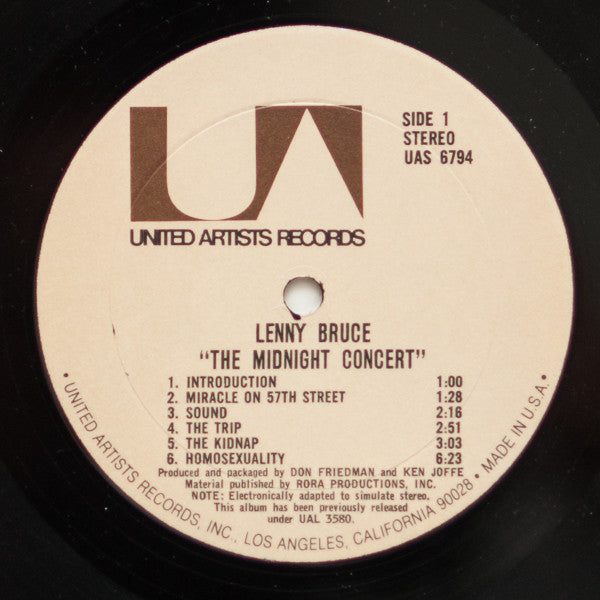 UA
SIDE 1
STEREO
UAS 6794
UNITED ARTISTS RECORDS
LENNY BRUCE
"THE MIDNIGHT CONCERT"
1. INTRODUCTION 1:00
2. MIRACLE ON 57TH STREET 1:28
3. SOUND 2:16
4. THE TRIP 2:51
5. THE KIDNAP 3:03
6. HOMOSEXUALITY 6:23
Produced and packaged by DON FRIEDMAN and KEN JOFFE
Material published by RORA PRODUCTIONS, INC.
NOTE: Electronically adapted to simulate stereo.
This album has been previously released
under UAL 3580.
• UNITED ARTISTS RECORDS, INC., LOS ANGELES, CALIFORNIA 90028 • MADE IN U.S.A. •